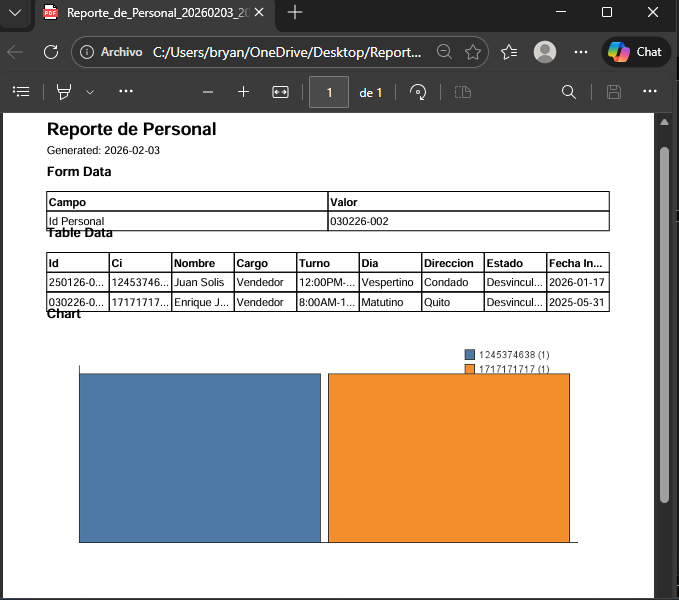 Reporte_de_Personal_20260203_20
Archivo C:/Users/bryan/OneDrive/Desktop/Report...
Chat
1 de 1
Reporte de Personal
Generated: 2026-02-03
Form Data
Campo Valor
Id Personal 030226-002
Table Data
Id Ci Nombre Cargo Turno Dia Direccion Estado Fecha In...
250126-0... 12453746... Juan Solis Vendedor 12:00PM-... Vespertino Condado Desvincul... 2026-01-17
030226-0... 17171717... Enrique J... Vendedor 8:00AM-1... Matutino Quito Desvincul... 2025-05-31
Chart
1245374638 (1)
1717171717 (1)